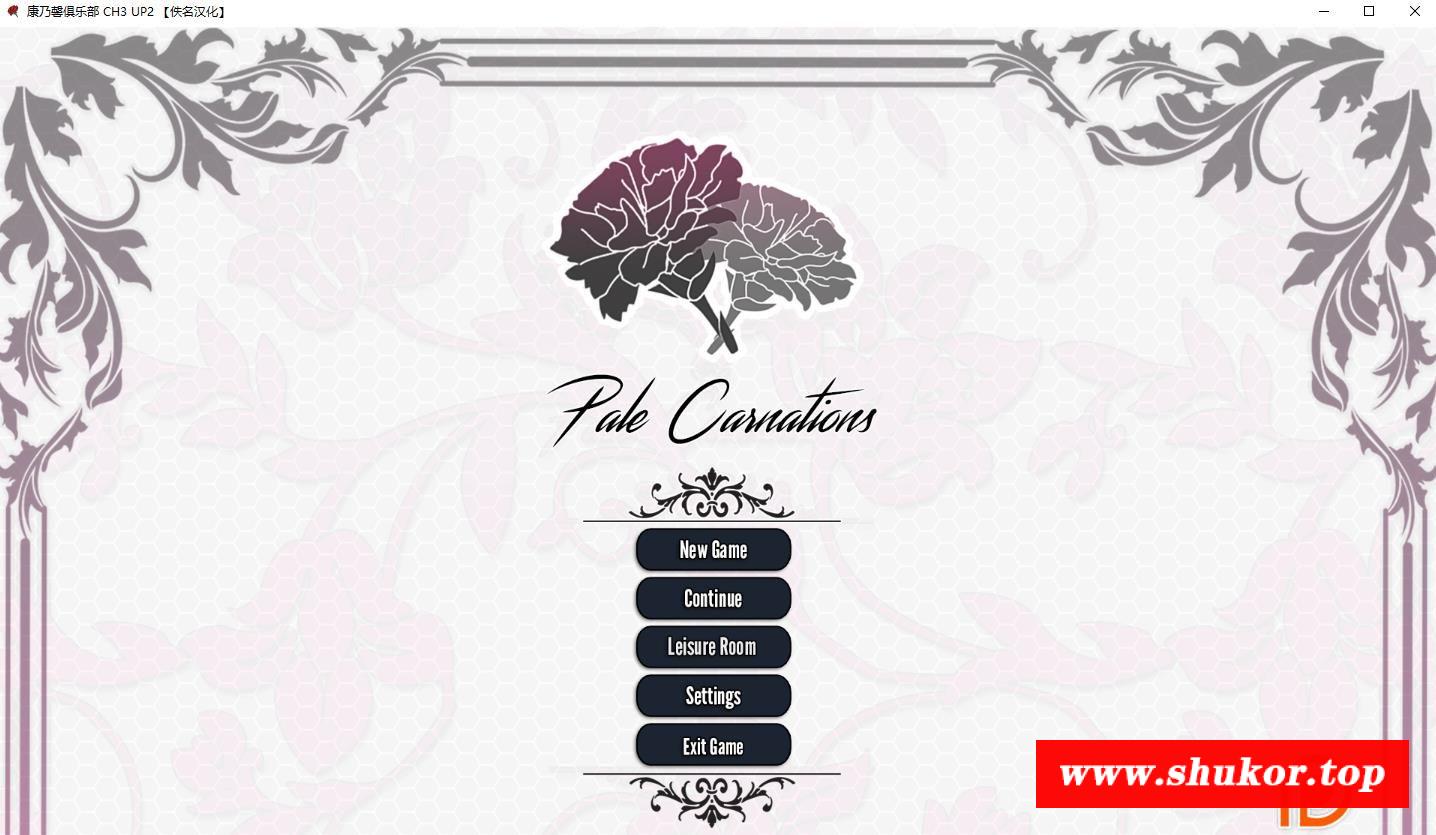 康乃馨俱乐部 CH3 UP2 【佚名汉化】
Pale Carnations
New Game
Continue
Leisure Room
Settings
Exit Game
www.shukor.top